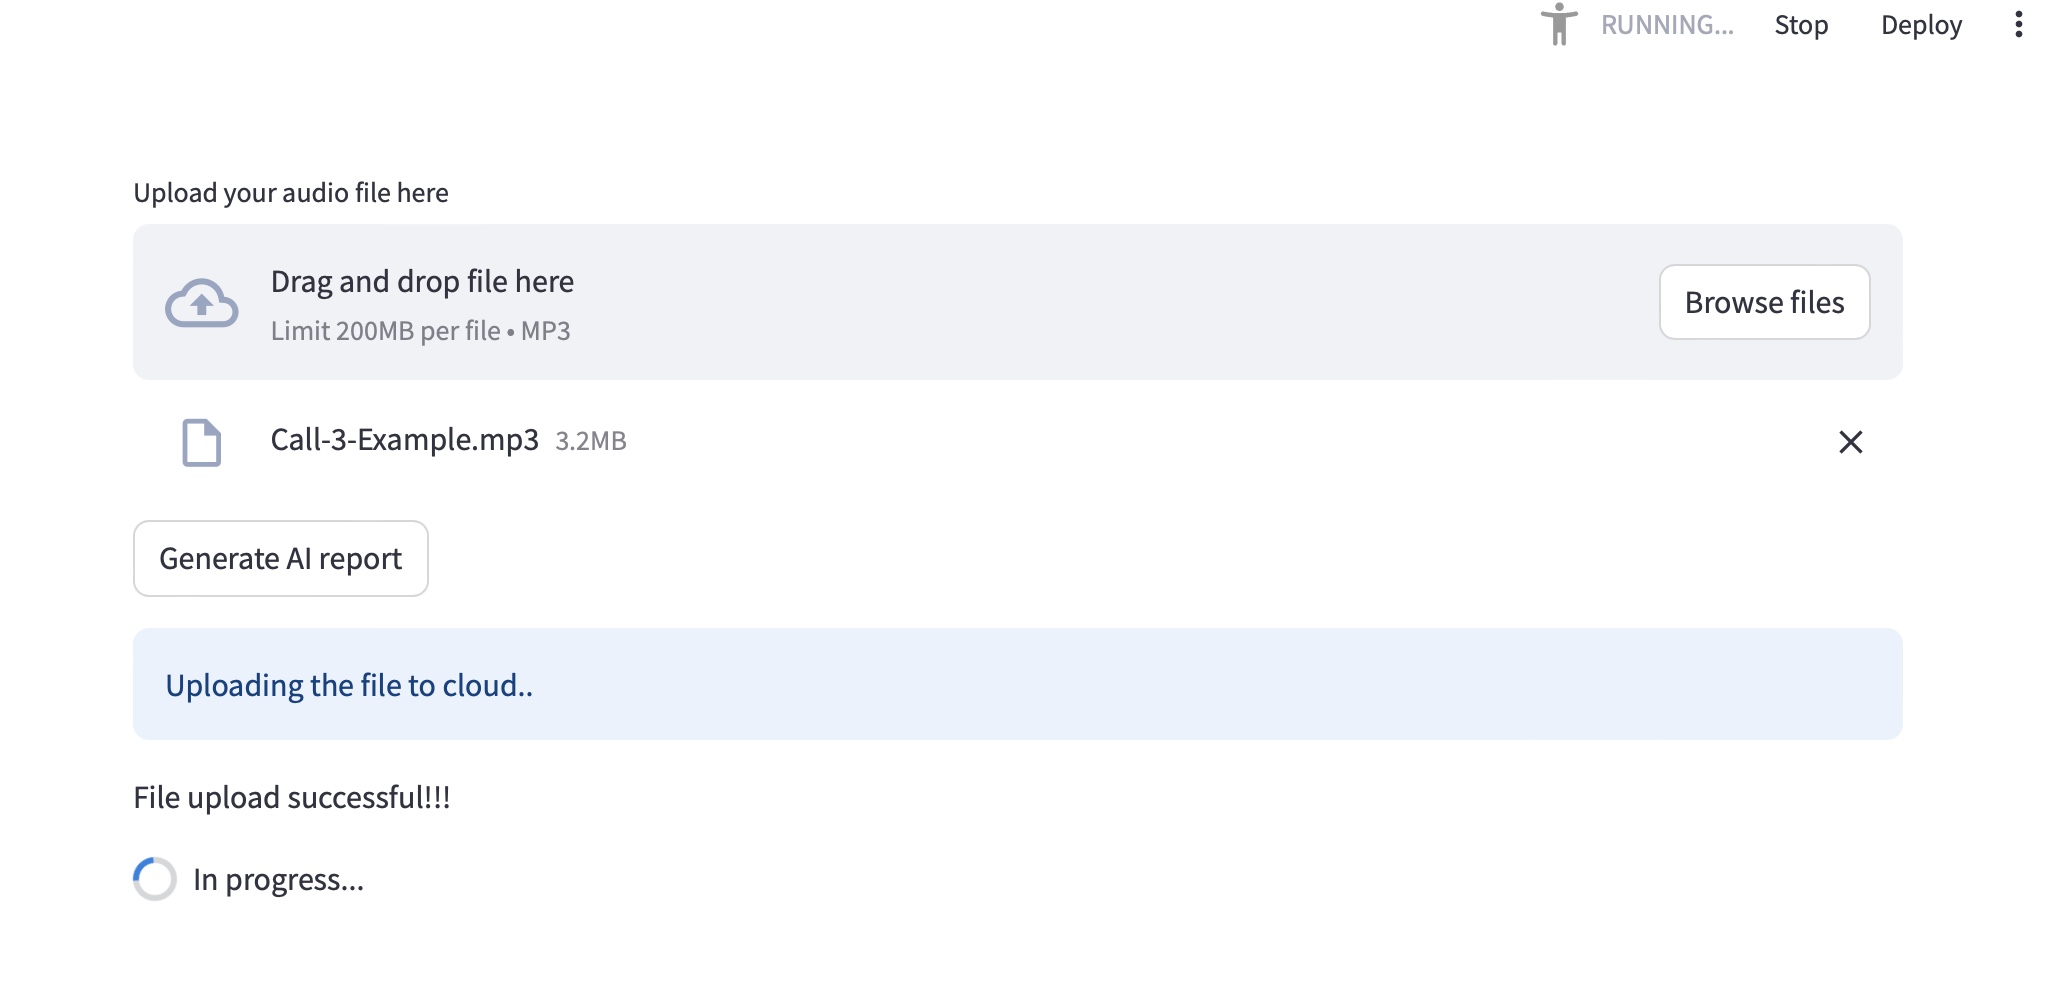 RUNNING... Stop Deploy
Upload your audio file here
Drag and drop file here
Limit 200MB per file • MP3
Browse files
Call-3-Example.mp3 3.2MB
Generate AI report
Uploading the file to cloud..
File upload successful!!!
In progress...